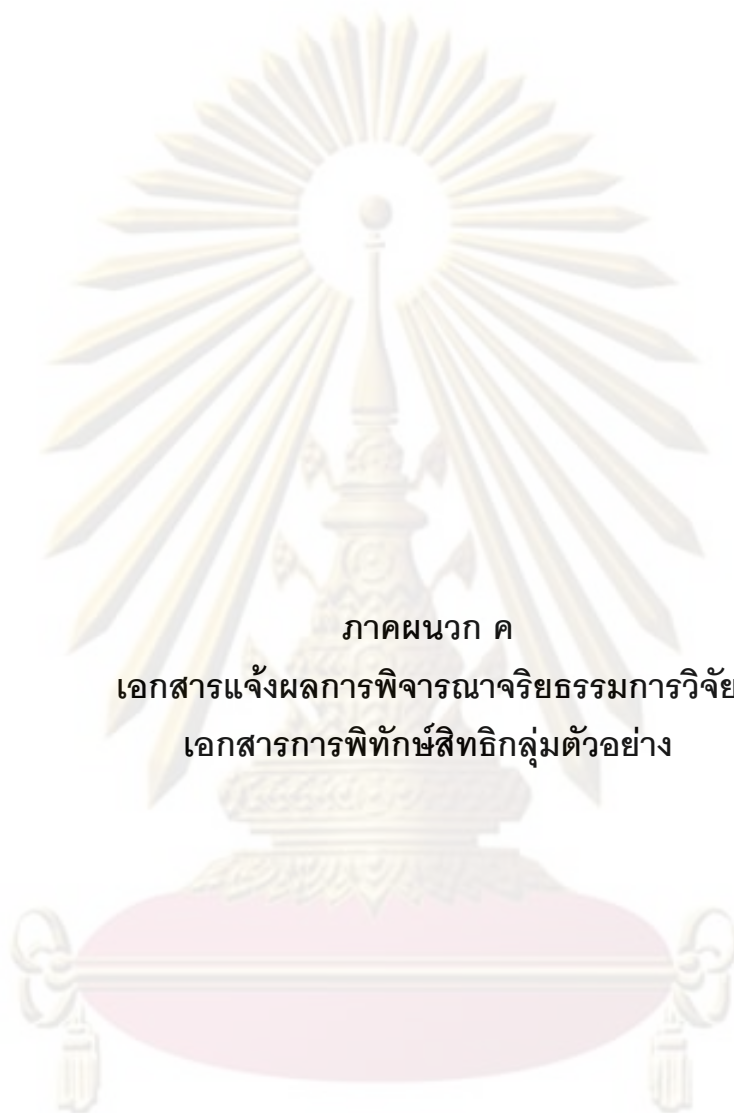 ภาคผนวก ค
เอกสารแจ้งผลการพิจารณาจริยธรรมการวิจัย
เอกสารการพิทักษ์สิทธิกลุ่มตัวอย่าง